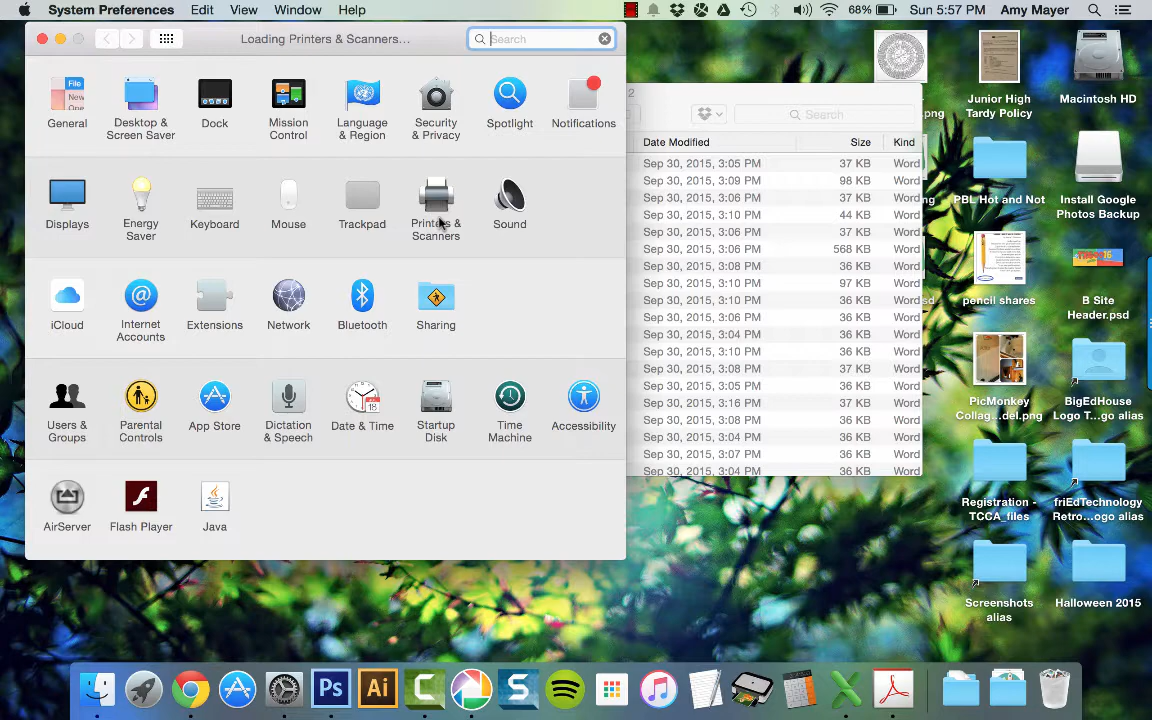 System Preferences Edit View Window Help
68% Sun 5:57 PM Amy Mayer
Loading Printers & Scanners...
Search
General
Desktop &
Screen Saver
Dock
Mission
Control
Language
& Region
Security
& Privacy
Spotlight
Notifications
File
New
Displays
Energy
Saver
Keyboard
Mouse
Trackpad
Printers &
Scanners
Sound
iCloud
Internet
Accounts
Extensions
Network
Bluetooth
Sharing
Users &
Groups
Parental
Controls
App Store
Dictation
& Speech
Date & Time
Startup
Disk
Time
Machine
Accessibility
18
AirServer
Flash Player
Java
2
Search
Date Modified Size Kind
Sep 30, 2015, 3:05 PM 37 KB Word
Sep 30, 2015, 3:09 PM 98 KB Word
Sep 30, 2015, 3:06 PM 37 KB Word
Sep 30, 2015, 3:10 PM 44 KB Word
Sep 30, 2015, 3:06 PM 37 KB Word
Sep 30, 2015, 3:06 PM 568 KB Word
Sep 30, 2015, 3:08 PM 36 KB Word
Sep 30, 2015, 3:10 PM 97 KB Word
Sep 30, 2015, 3:10 PM 36 KB Word
Sep 30, 2015, 3:06 PM 36 KB Word
Sep 30, 2015, 3:04 PM 36 KB Word
Sep 30, 2015, 3:10 PM 36 KB Word
Sep 30, 2015, 3:08 PM 37 KB Word
Sep 30, 2015, 3:05 PM 36 KB Word
Sep 30, 2015, 3:16 PM 37 KB Word
Sep 30, 2015, 3:08 PM 36 KB Word
Sep 30, 2015, 3:04 PM 36 KB Word
Sep 30, 2015, 3:07 PM 36 KB Word
Sep 30, 2015, 3:04 PM 36 KB Word
png
Junior High
Tardy Policy
Macintosh HD
PBL Hot and Not
Install Google
Photos Backup
pencil shares
B Site
Header.psd
sd
PicMonkey
Collag...del.png
BigEdHouse
Logo T...go alias
Registration -
TCCA_files
friEdTechnology
Retro...ogo alias
Screenshots
alias
Halloween 2015
Ps
Ai
C
S